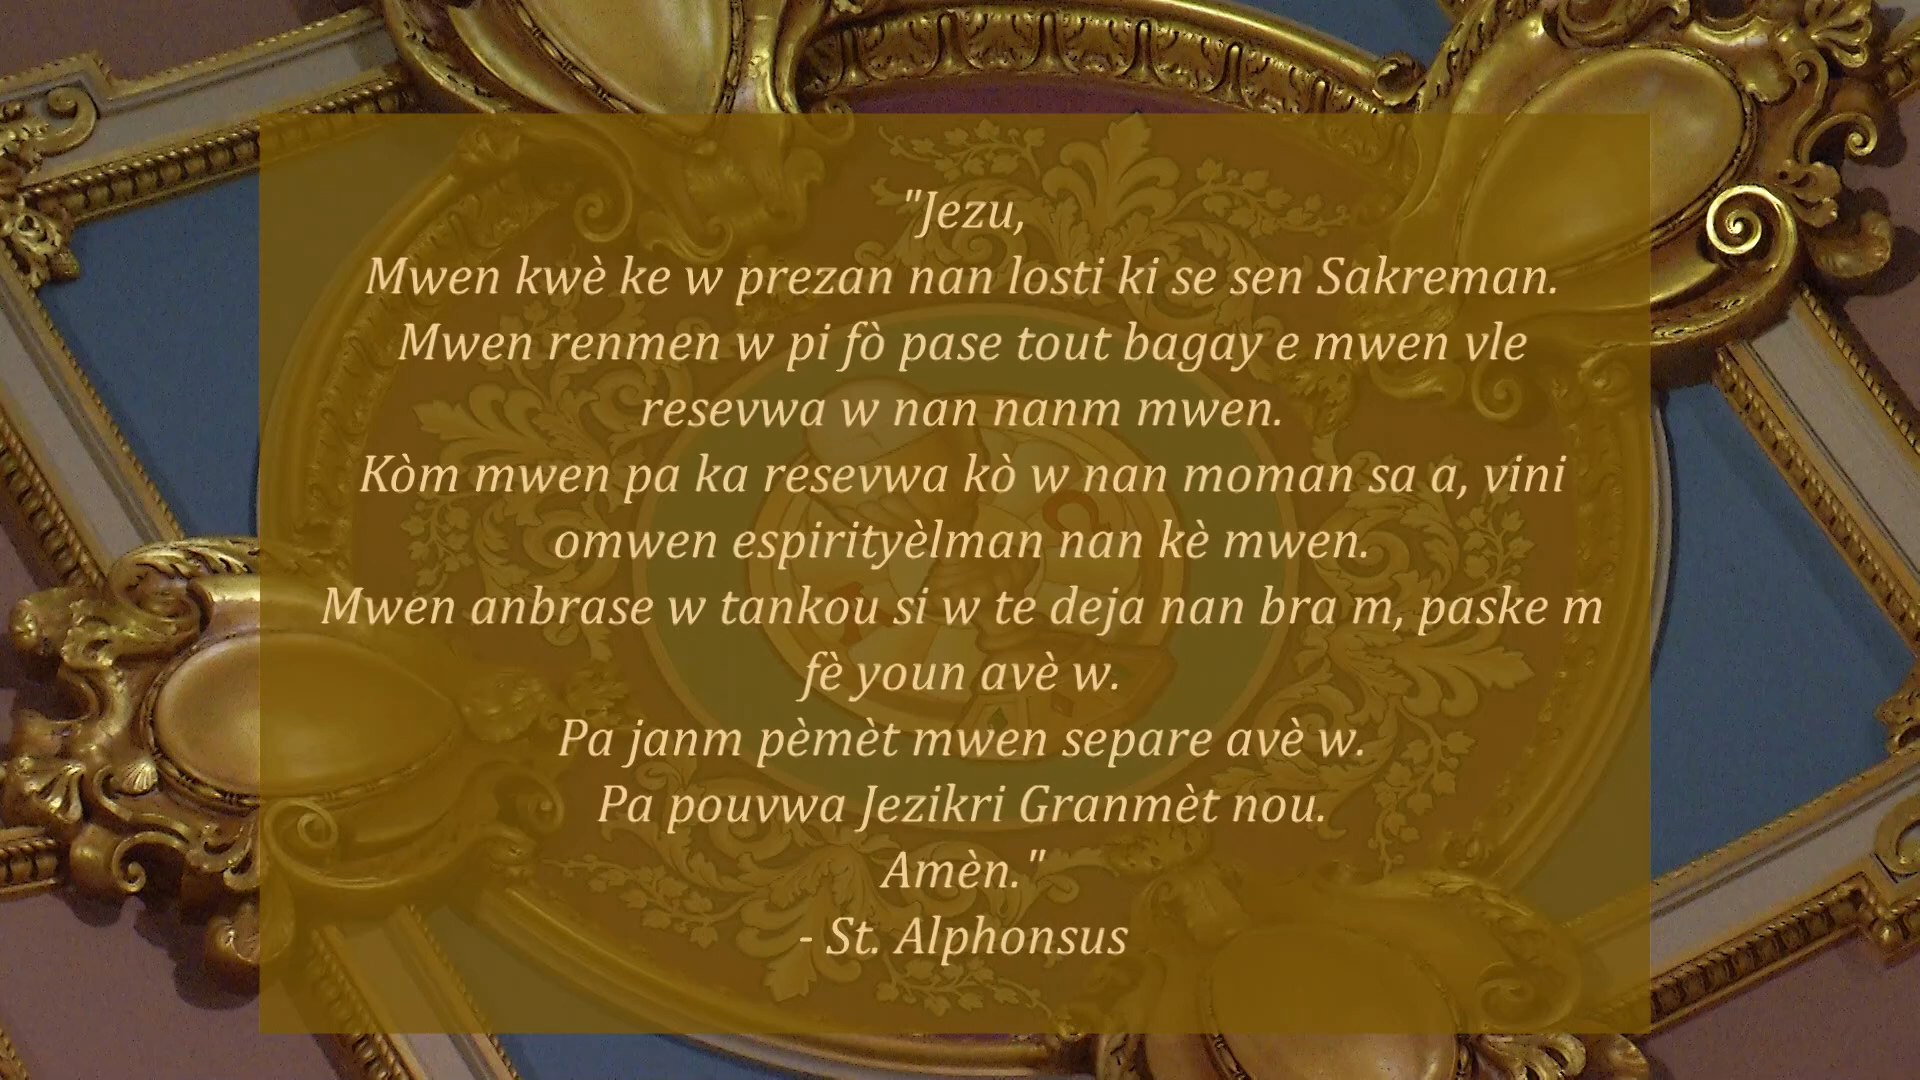 "Jezu,
Mwen kwè ke w prezan nan losti ki se sen Sakreman.
Mwen renmen w pi fò pase tout bagay e mwen vle
resevwa w nan nanm mwen.
Kòm mwen pa ka resevwa kò w nan moman sa a, vini
omwen espirityèlman nan kè mwen.
Mwen anbrase w tankou si w te deja nan bra m, paske m
fè youn avè w.
Pa janm pèmèt mwen separe avè w.
Pa pouvwa Jezikri Granmèt nou.
Amèn."
- St. Alphonsus